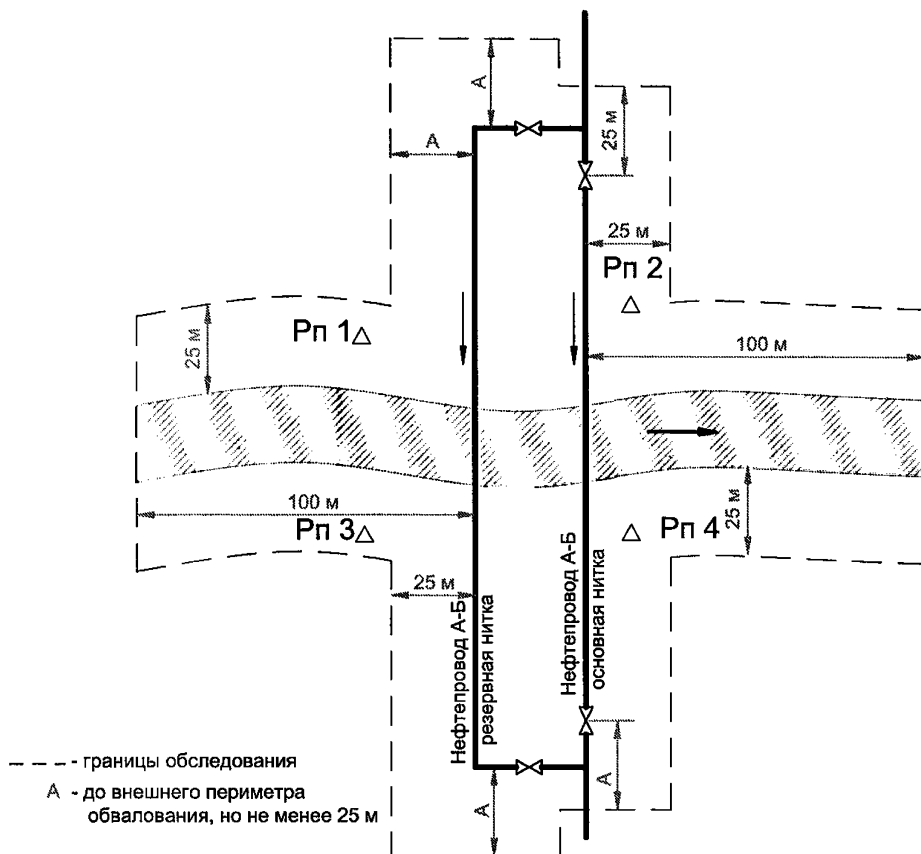 А
А
25 м
25 м
Рп 2
Рп 1
25 м
100 м
100 м
Рп 3
Рп 4
25 м
25 м
Нефтепровод А-Б
резервная нитка
Нефтепровод А-Б
основная нитка
А
А
- границы обследования
А - до внешнего периметра
обвалования, но не менее 25 м